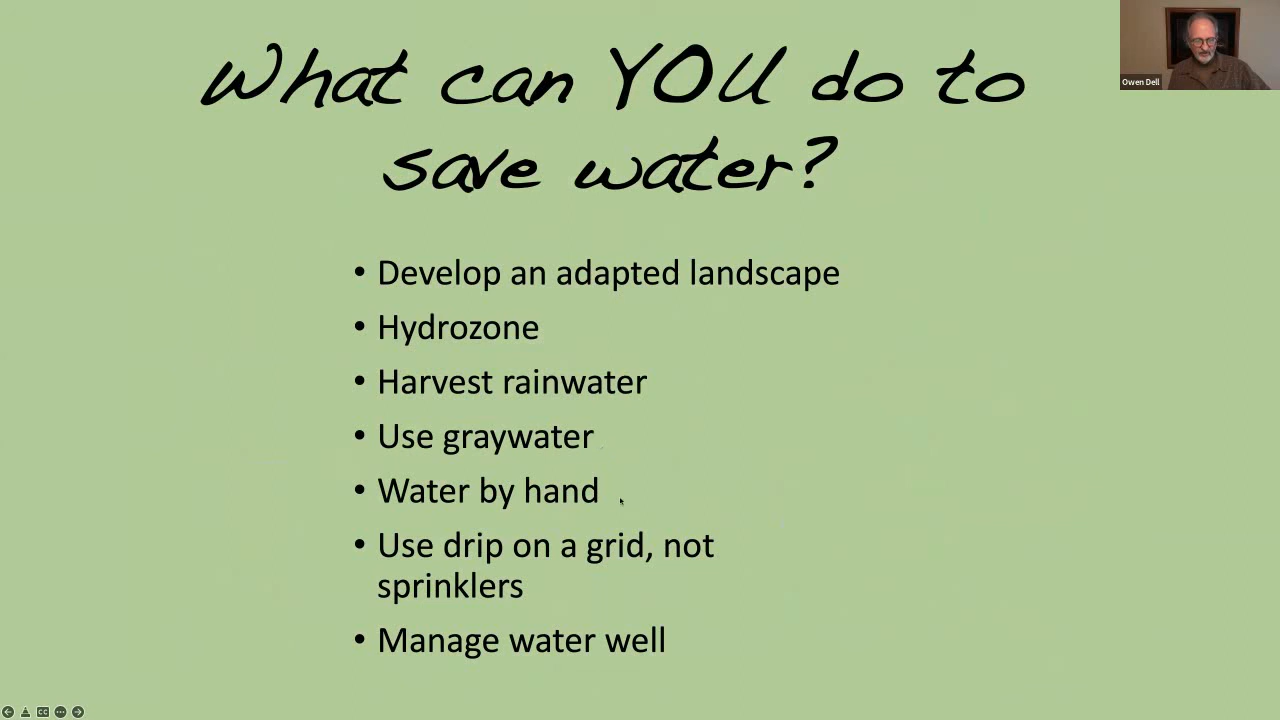 What can YOU do to
save water?
Owen Dell
• Develop an adapted landscape
• Hydrozone
• Harvest rainwater
• Use graywater
• Water by hand
• Use drip on a grid, not
sprinklers
• Manage water well
CC